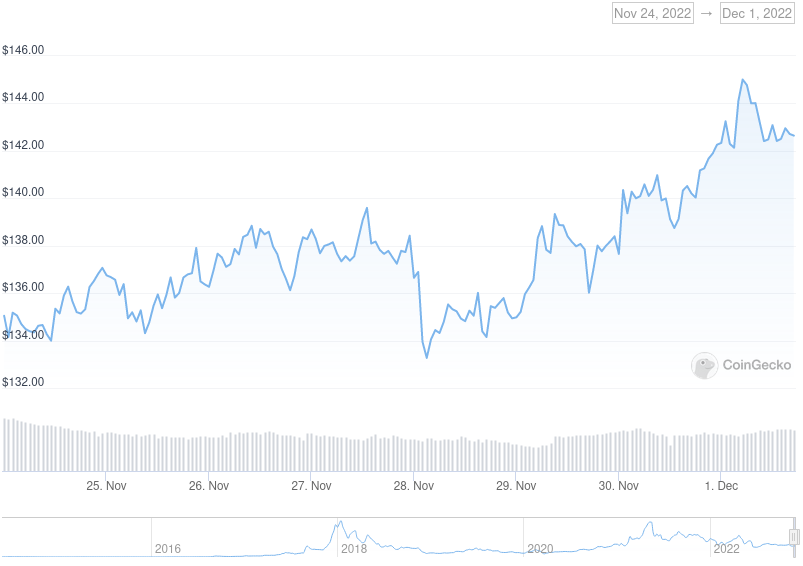 Nov 24, 2022 → Dec 1, 2022
$146.00
$144.00
$142.00
$140.00
$138.00
$136.00
$134.00
$132.00
CoinGecko
25. Nov 26. Nov 27. Nov 28. Nov 29. Nov 30. Nov 1. Dec
2016 2018 2020 2022